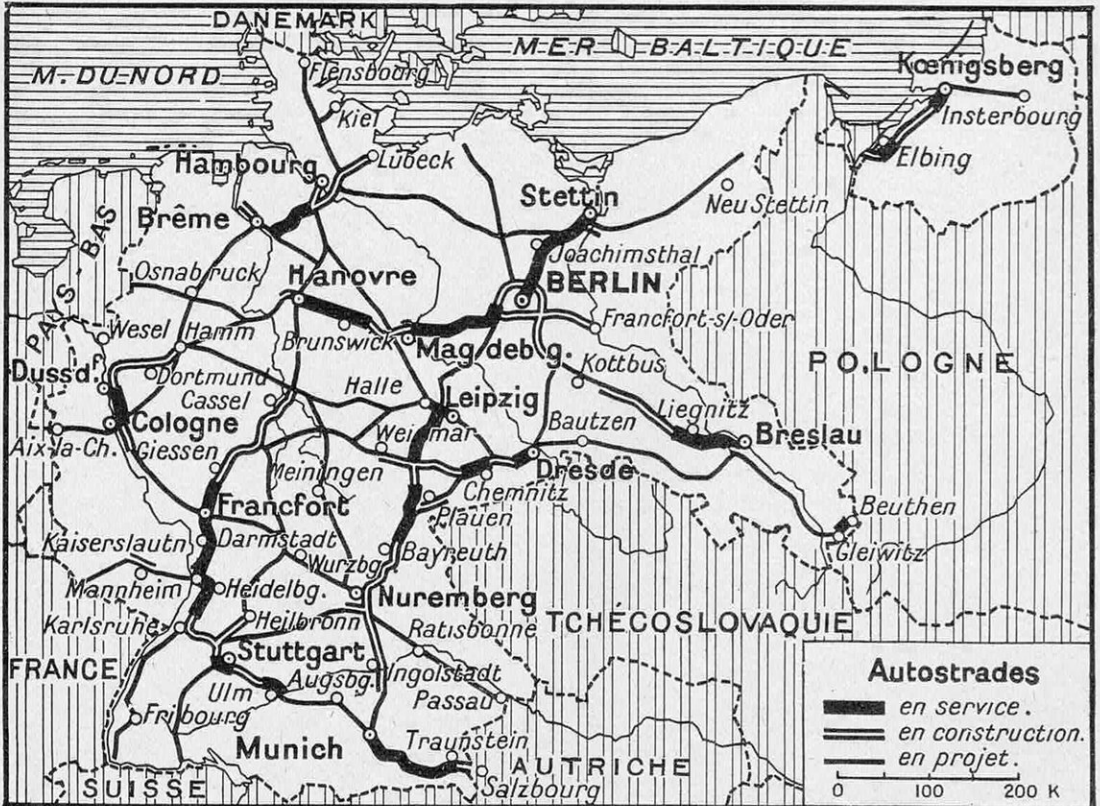 DANEMARK
MER BALTIQUE
M. DU NORD
Flensbourg
Kœnigsberg
Kiel
Insterbourg
Hambourg
Lübeck
Elbing
Stettin
Neu Stettin
Brême
PAYS-BAS
Joachimsthal
Osnabruck
Hanovre
BERLIN
Wesel
Hamm
Brunswick
Magdebg.
Francfort-s/-Oder
Dussd.
Dortmund
Kottbus
POLOGNE
Halle
Leipzig
Cassel
Liegnitz
Cologne
Bautzen
Breslau
Aix-la-Ch.
Giessen
Weimar
Meiningen
Dresde
Chemnitz
Francfort
Plauen
Beuthen
Kaiserslautn
Darmstadt
Bayreuth
Gleiwitz
Wurzbg
Mannheim
Heidelbg.
Nuremberg
Karlsruhe
Heilbronn
Ratisbonne
TCHÉCOSLOVAQUIE
FRANCE
Stuttgart
Ingolstadt
Augsbg.
Ulm
Passau
Fribourg
Munich
Traunstein
AUTRICHE
SUISSE
Salzbourg
Autostrades
en service.
en construction.
en projet.
0 100 200 K